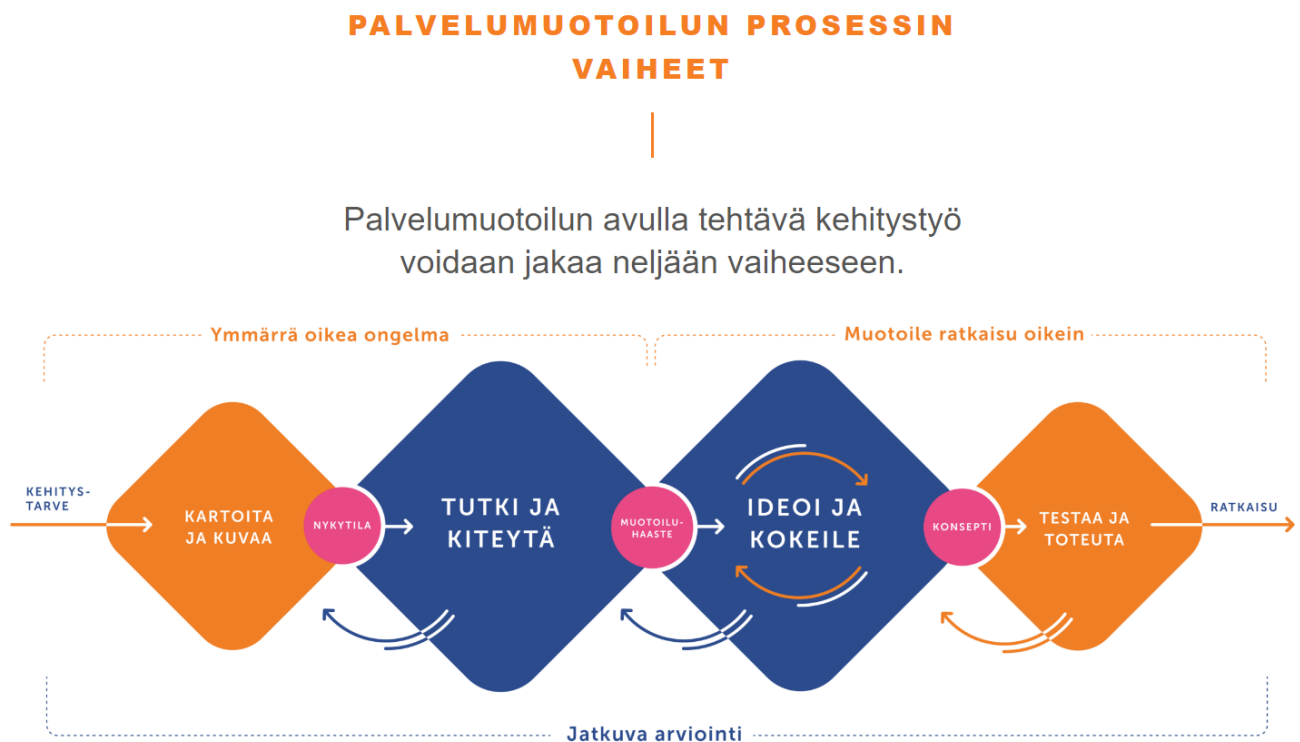 PALVELUMUOTOILUN PROSESSIN
VAIHEET
Palvelumuotoilun avulla tehtävä kehitystyö
voidaan jakaa neljään vaiheeseen.
Ymmärrä oikea ongelma
Muotoile ratkaisu oikein
KEHITYS-
TARVE
KARTOITA
JA KUVAA
NYKYTILA
TUTKI JA
KITEYTÄ
MUOTOILU-
HAASTE
IDEOI JA
KOKEILE
KONSEPTI
TESTAA JA
TOTEUTA
RATKAISU
Jatkuva arviointi